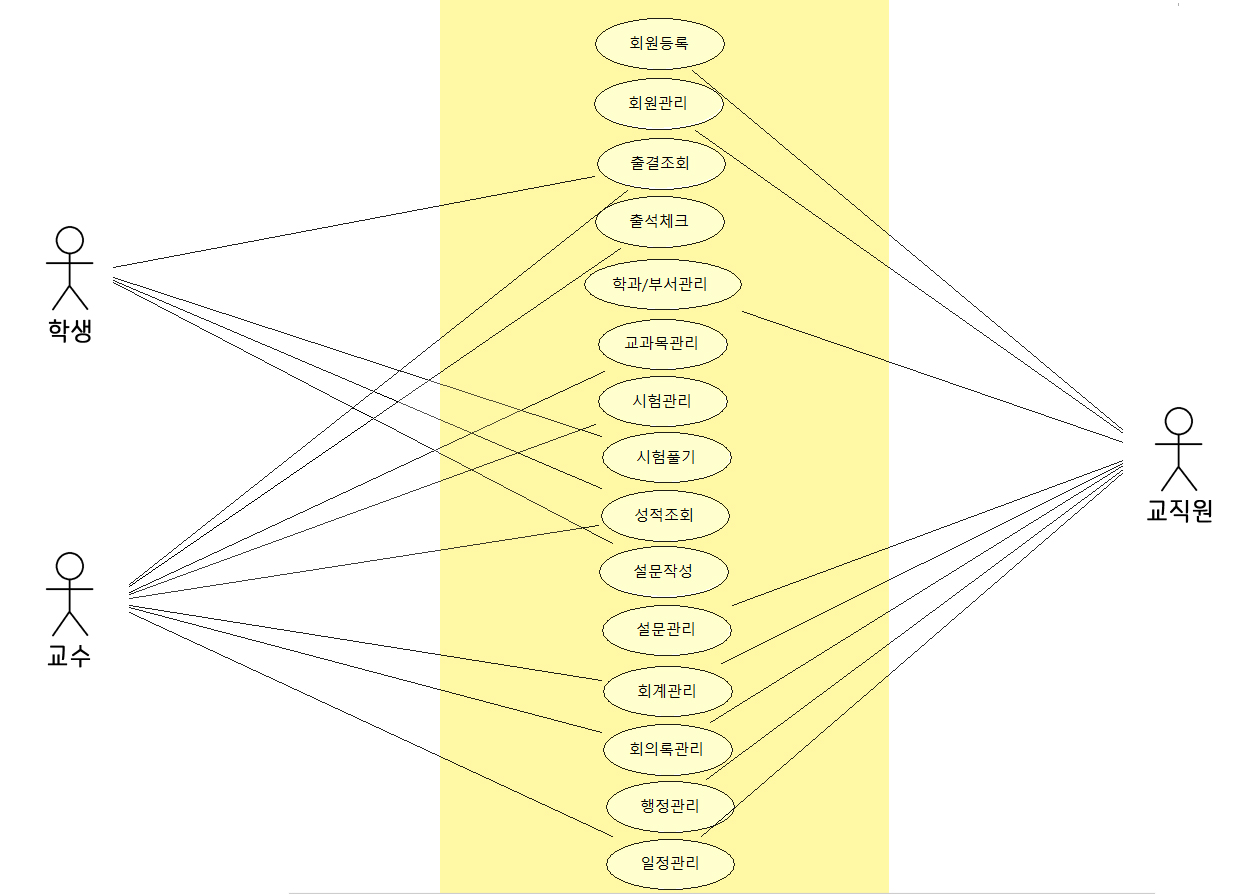 회원등록
회원관리
출결조회
출석체크
학과/부서관리
교과목관리
시험관리
시험풀기
성적조회
설문작성
설문관리
회계관리
회의록관리
행정관리
일정관리
학생
교수
교직원